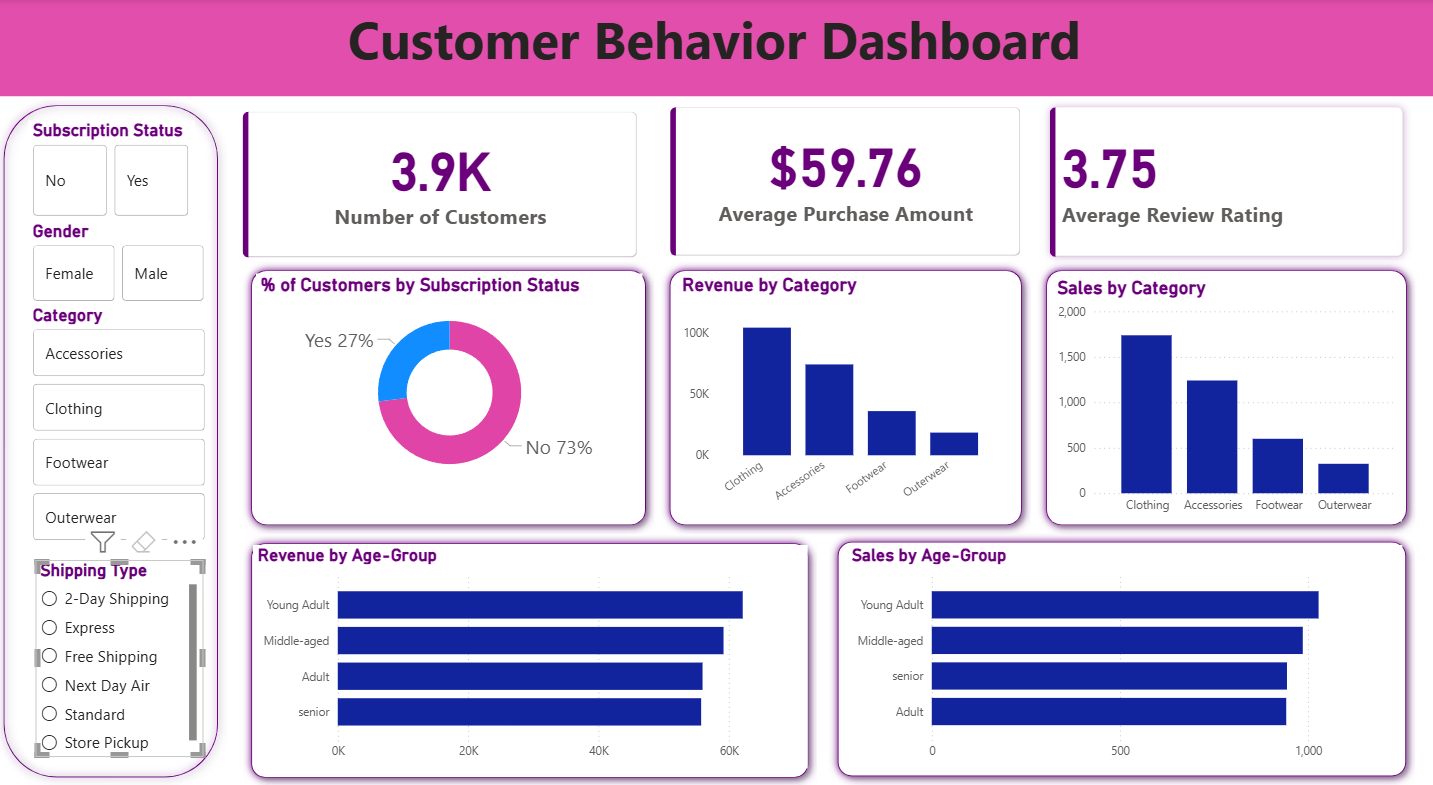 Customer Behavior Dashboard
Subscription Status
No Yes
Gender
Female Male
Category
Accessories
Clothing
Footwear
Outerwear
Shipping Type
2-Day Shipping
Express
Free Shipping
Next Day Air
Standard
Store Pickup
3.9K
Number of Customers
$59.76
Average Purchase Amount
3.75
Average Review Rating
% of Customers by Subscription Status
Yes 27%
No 73%
Revenue by Category
100K
50K
0K
Clothing Accessories Footwear Outerwear
Sales by Category
2,000
1,500
1,000
500
0
Clothing Accessories Footwear Outerwear
Revenue by Age-Group
Young Adult
Middle-aged
Adult
senior
0K 20K 40K 60K
Sales by Age-Group
Young Adult
Middle-aged
senior
Adult
0 500 1,000